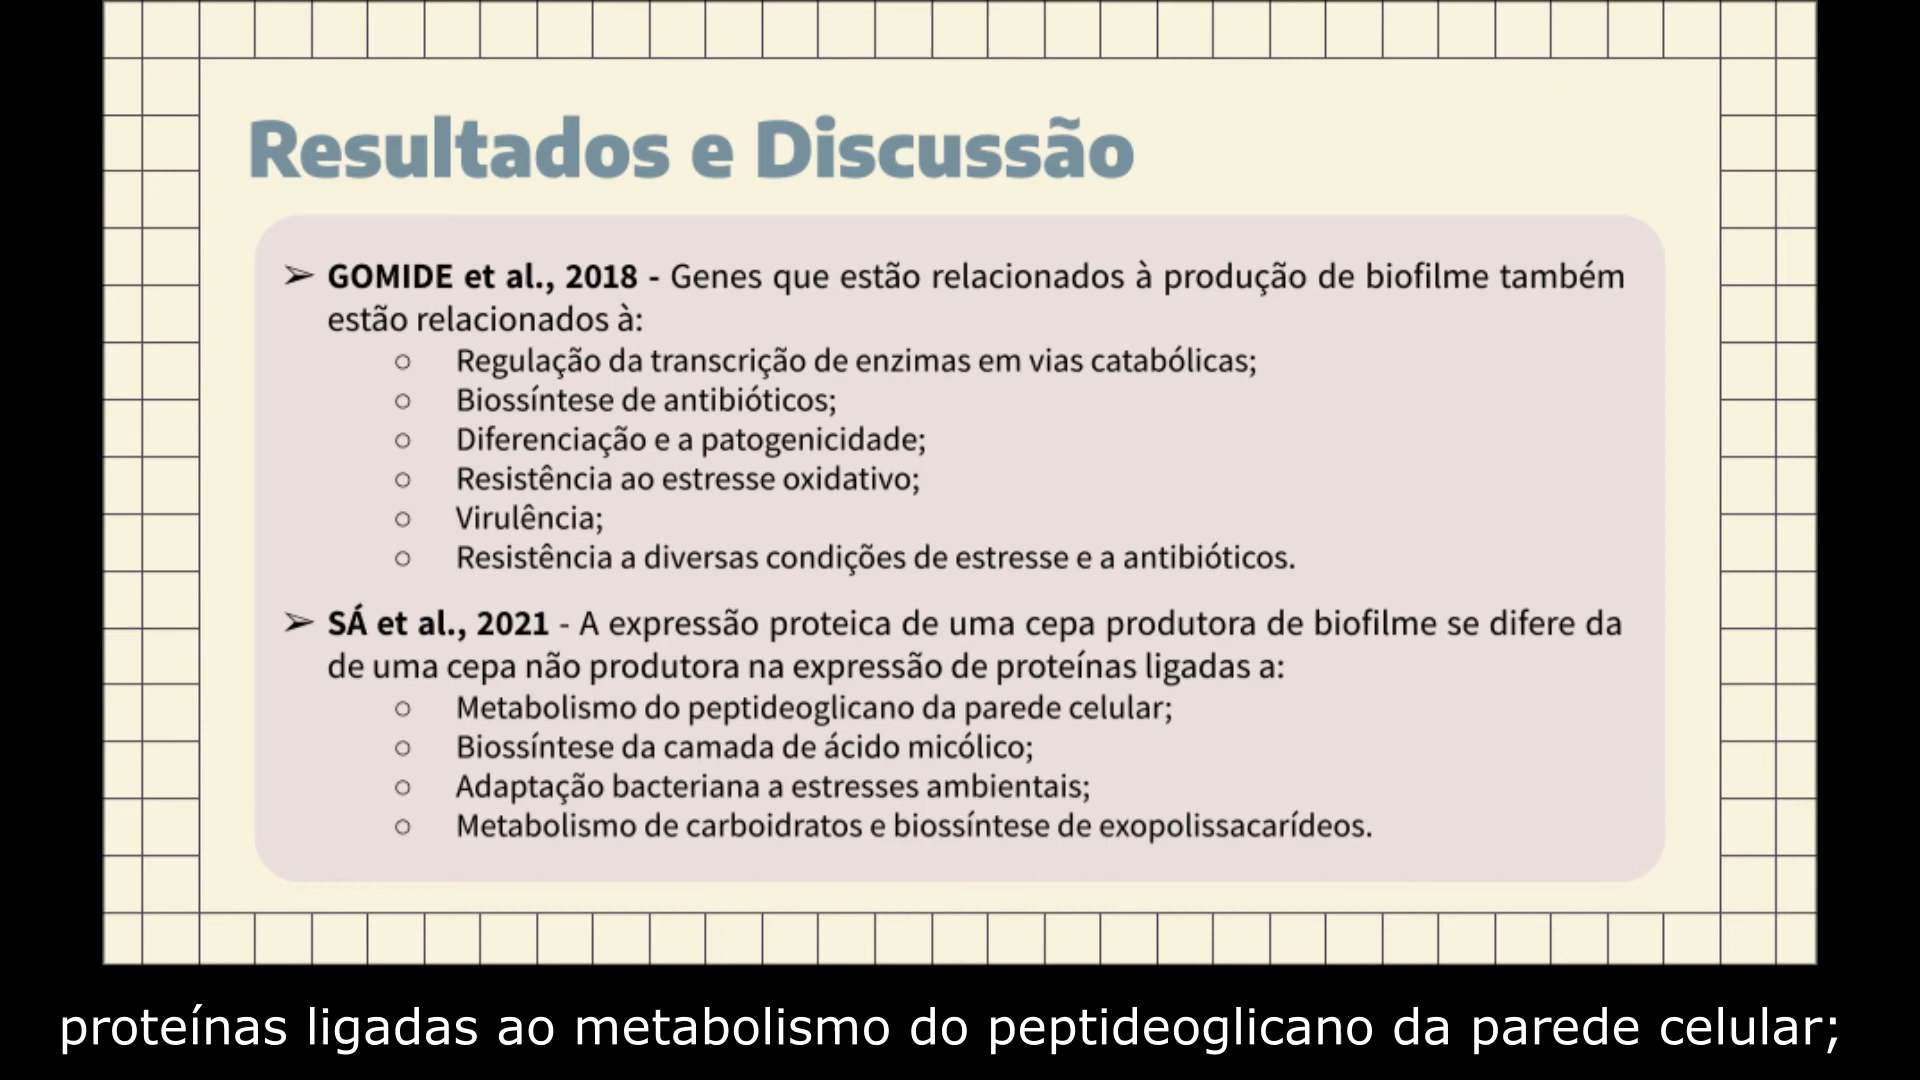 Resultados e Discussão
➢ GOMIDE et al., 2018 - Genes que estão relacionados à produção de biofilme também
estão relacionados à:
○ Regulação da transcrição de enzimas em vias catabólicas;
○ Biossíntese de antibióticos;
○ Diferenciação e a patogenicidade;
○ Resistência ao estresse oxidativo;
○ Virulência;
○ Resistência a diversas condições de estresse e a antibióticos.
➢ SÁ et al., 2021 - A expressão proteica de uma cepa produtora de biofilme se difere da
de uma cepa não produtora na expressão de proteínas ligadas a:
○ Metabolismo do peptideoglicano da parede celular;
○ Biossíntese da camada de ácido micólico;
○ Adaptação bacteriana a estresses ambientais;
○ Metabolismo de carboidratos e biossíntese de exopolissacarídeos.
proteínas ligadas ao metabolismo do peptideoglicano da parede celular;